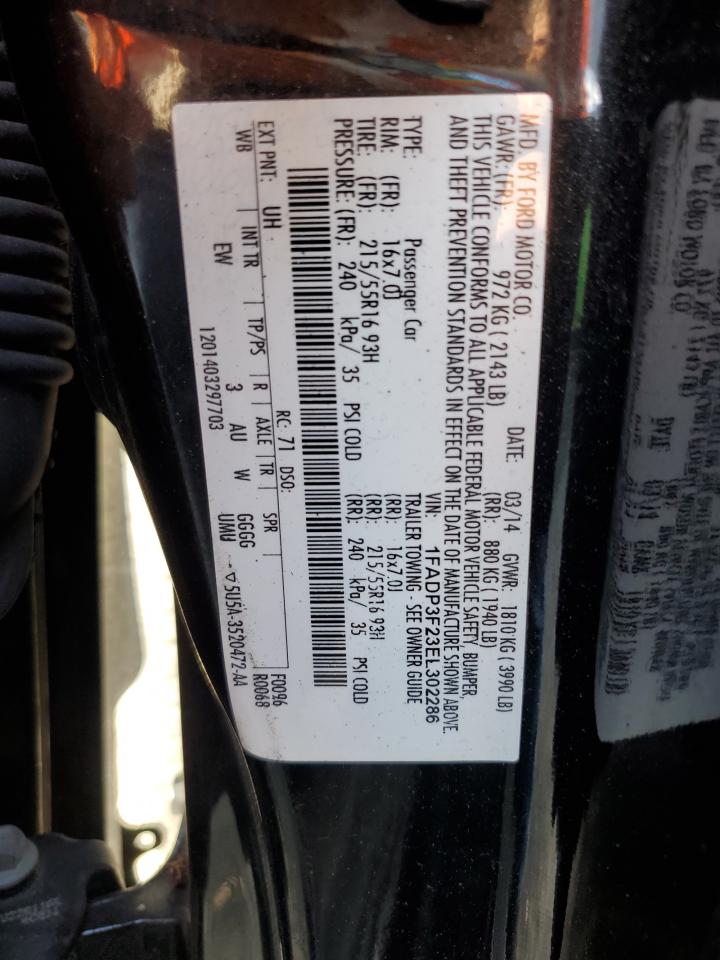 MFD. BY FORD MOTOR CO.
DATE: 03/14 GVWR: 1810 KG ( 3990 LB)
GAWR: (FR): 972 KG ( 2143 LB) (RR): 880 KG ( 1940 LB)
THIS VEHICLE CONFORMS TO ALL APPLICABLE FEDERAL MOTOR VEHICLE SAFETY, BUMPER,
AND THEFT PREVENTION STANDARDS IN EFFECT ON THE DATE OF MANUFACTURE SHOWN ABOVE.
VIN: 1FADP3F23EL302286
TYPE: Passenger Car TRAILER TOWING - SEE OWNER GUIDE
RIM: (FR): 16x7.0J (RR): 16x7.0J
TIRE: (FR): 215/55R16 93H (RR): 215/55R16 93H
PRESSURE: (FR): 240 kPa/ 35 PSI COLD (RR): 240 kPa/ 35 PSI COLD
F0096
RC: 71 DSO: R0068
EXT PNT: UH
WB | INT TR | TP/PS | R | AXLE | TR | SPR |
EW 3 AU W GGGG UMU
1201403297703 ▽ 5U5A-3520472-AA